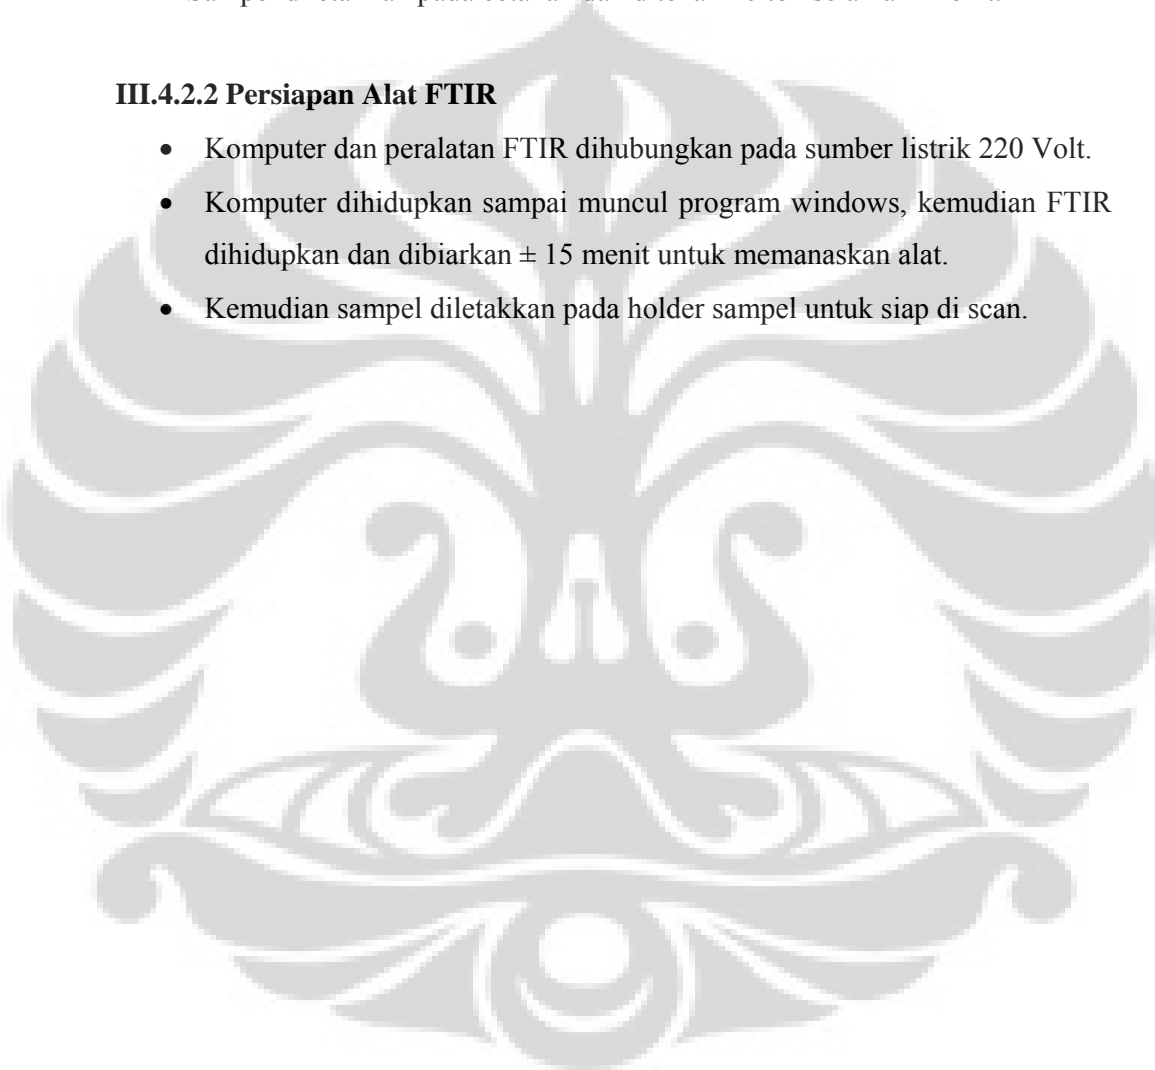 III.4.2.2 Persiapan Alat FTIR
• Komputer dan peralatan FTIR dihubungkan pada sumber listrik 220 Volt.
• Komputer dihidupkan sampai muncul program windows, kemudian FTIR
dihidupkan dan dibiarkan ± 15 menit untuk memanaskan alat.
• Kemudian sampel diletakkan pada holder sampel untuk siap di scan.